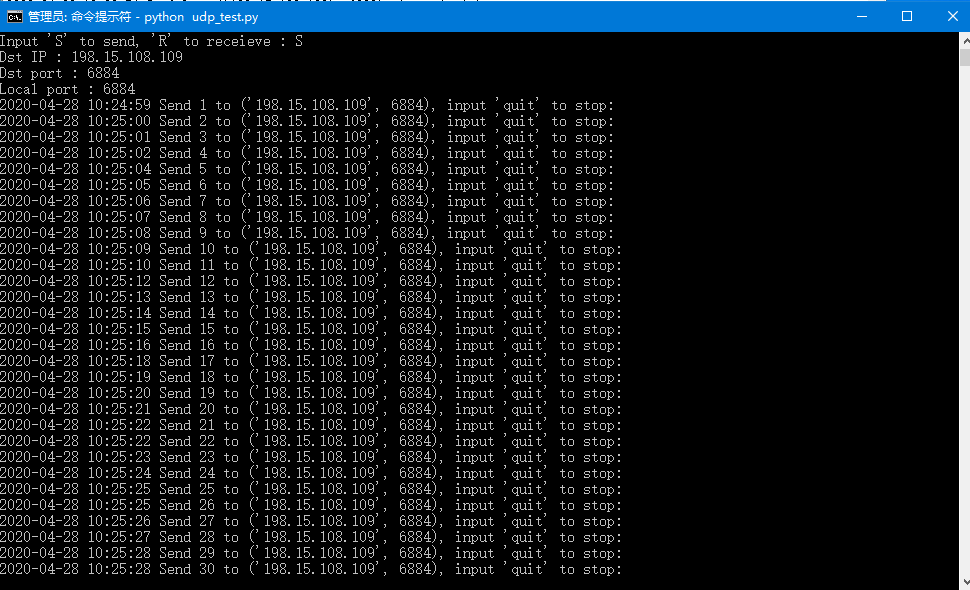 管理员: 命令提示符 - python  udp_test.py
Input 'S' to send, 'R' to receieve : S
Dst IP : 198.15.108.109
Dst port : 6884
Local port : 6884
2020-04-28 10:24:59 Send 1 to ('198.15.108.109', 6884), input 'quit' to stop:
2020-04-28 10:25:00 Send 2 to ('198.15.108.109', 6884), input 'quit' to stop:
2020-04-28 10:25:01 Send 3 to ('198.15.108.109', 6884), input 'quit' to stop:
2020-04-28 10:25:02 Send 4 to ('198.15.108.109', 6884), input 'quit' to stop:
2020-04-28 10:25:04 Send 5 to ('198.15.108.109', 6884), input 'quit' to stop:
2020-04-28 10:25:05 Send 6 to ('198.15.108.109', 6884), input 'quit' to stop:
2020-04-28 10:25:06 Send 7 to ('198.15.108.109', 6884), input 'quit' to stop:
2020-04-28 10:25:07 Send 8 to ('198.15.108.109', 6884), input 'quit' to stop:
2020-04-28 10:25:08 Send 9 to ('198.15.108.109', 6884), input 'quit' to stop:
2020-04-28 10:25:09 Send 10 to ('198.15.108.109', 6884), input 'quit' to stop:
2020-04-28 10:25:10 Send 11 to ('198.15.108.109', 6884), input 'quit' to stop:
2020-04-28 10:25:12 Send 12 to ('198.15.108.109', 6884), input 'quit' to stop:
2020-04-28 10:25:13 Send 13 to ('198.15.108.109', 6884), input 'quit' to stop:
2020-04-28 10:25:14 Send 14 to ('198.15.108.109', 6884), input 'quit' to stop:
2020-04-28 10:25:15 Send 15 to ('198.15.108.109', 6884), input 'quit' to stop:
2020-04-28 10:25:16 Send 16 to ('198.15.108.109', 6884), input 'quit' to stop:
2020-04-28 10:25:18 Send 17 to ('198.15.108.109', 6884), input 'quit' to stop:
2020-04-28 10:25:19 Send 18 to ('198.15.108.109', 6884), input 'quit' to stop:
2020-04-28 10:25:20 Send 19 to ('198.15.108.109', 6884), input 'quit' to stop:
2020-04-28 10:25:21 Send 20 to ('198.15.108.109', 6884), input 'quit' to stop:
2020-04-28 10:25:22 Send 21 to ('198.15.108.109', 6884), input 'quit' to stop:
2020-04-28 10:25:22 Send 22 to ('198.15.108.109', 6884), input 'quit' to stop:
2020-04-28 10:25:23 Send 23 to ('198.15.108.109', 6884), input 'quit' to stop:
2020-04-28 10:25:24 Send 24 to ('198.15.108.109', 6884), input 'quit' to stop:
2020-04-28 10:25:25 Send 25 to ('198.15.108.109', 6884), input 'quit' to stop:
2020-04-28 10:25:25 Send 26 to ('198.15.108.109', 6884), input 'quit' to stop:
2020-04-28 10:25:26 Send 27 to ('198.15.108.109', 6884), input 'quit' to stop:
2020-04-28 10:25:27 Send 28 to ('198.15.108.109', 6884), input 'quit' to stop:
2020-04-28 10:25:28 Send 29 to ('198.15.108.109', 6884), input 'quit' to stop:
2020-04-28 10:25:28 Send 30 to ('198.15.108.109', 6884), input 'quit' to stop: